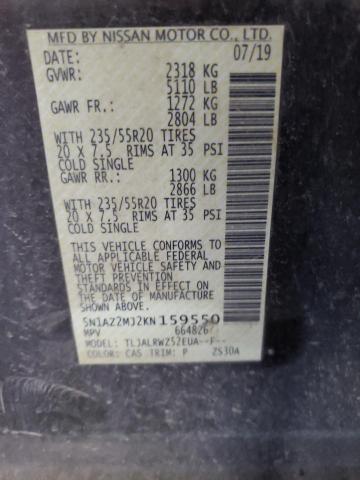 MFD BY NISSAN MOTOR CO., LTD.
DATE: 07/19
GVWR: 2318 KG
5110 LB
GAWR FR.: 1272 KG
2804 LB
WITH 235/55R20 TIRES
20 X 7.5 RIMS AT 35 PSI
COLD SINGLE
GAWR RR.: 1300 KG
2866 LB
WITH 235/55R20 TIRES
20 X 7.5 RIMS AT 35 PSI
COLD SINGLE
THIS VEHICLE CONFORMS TO
ALL APPLICABLE FEDERAL
MOTOR VEHICLE SAFETY,
BUMPER, AND THEFT PREVENTION
STANDARDS IN EFFECT ON THE
DATE OF MANUFACTURE
SHOWN ABOVE.
5N1AZ2MJ2KN159550
MPV 664826
MODEL: TLJALRWZ52EUA--F--
COLOR: CAS TRIM: P ZS30A